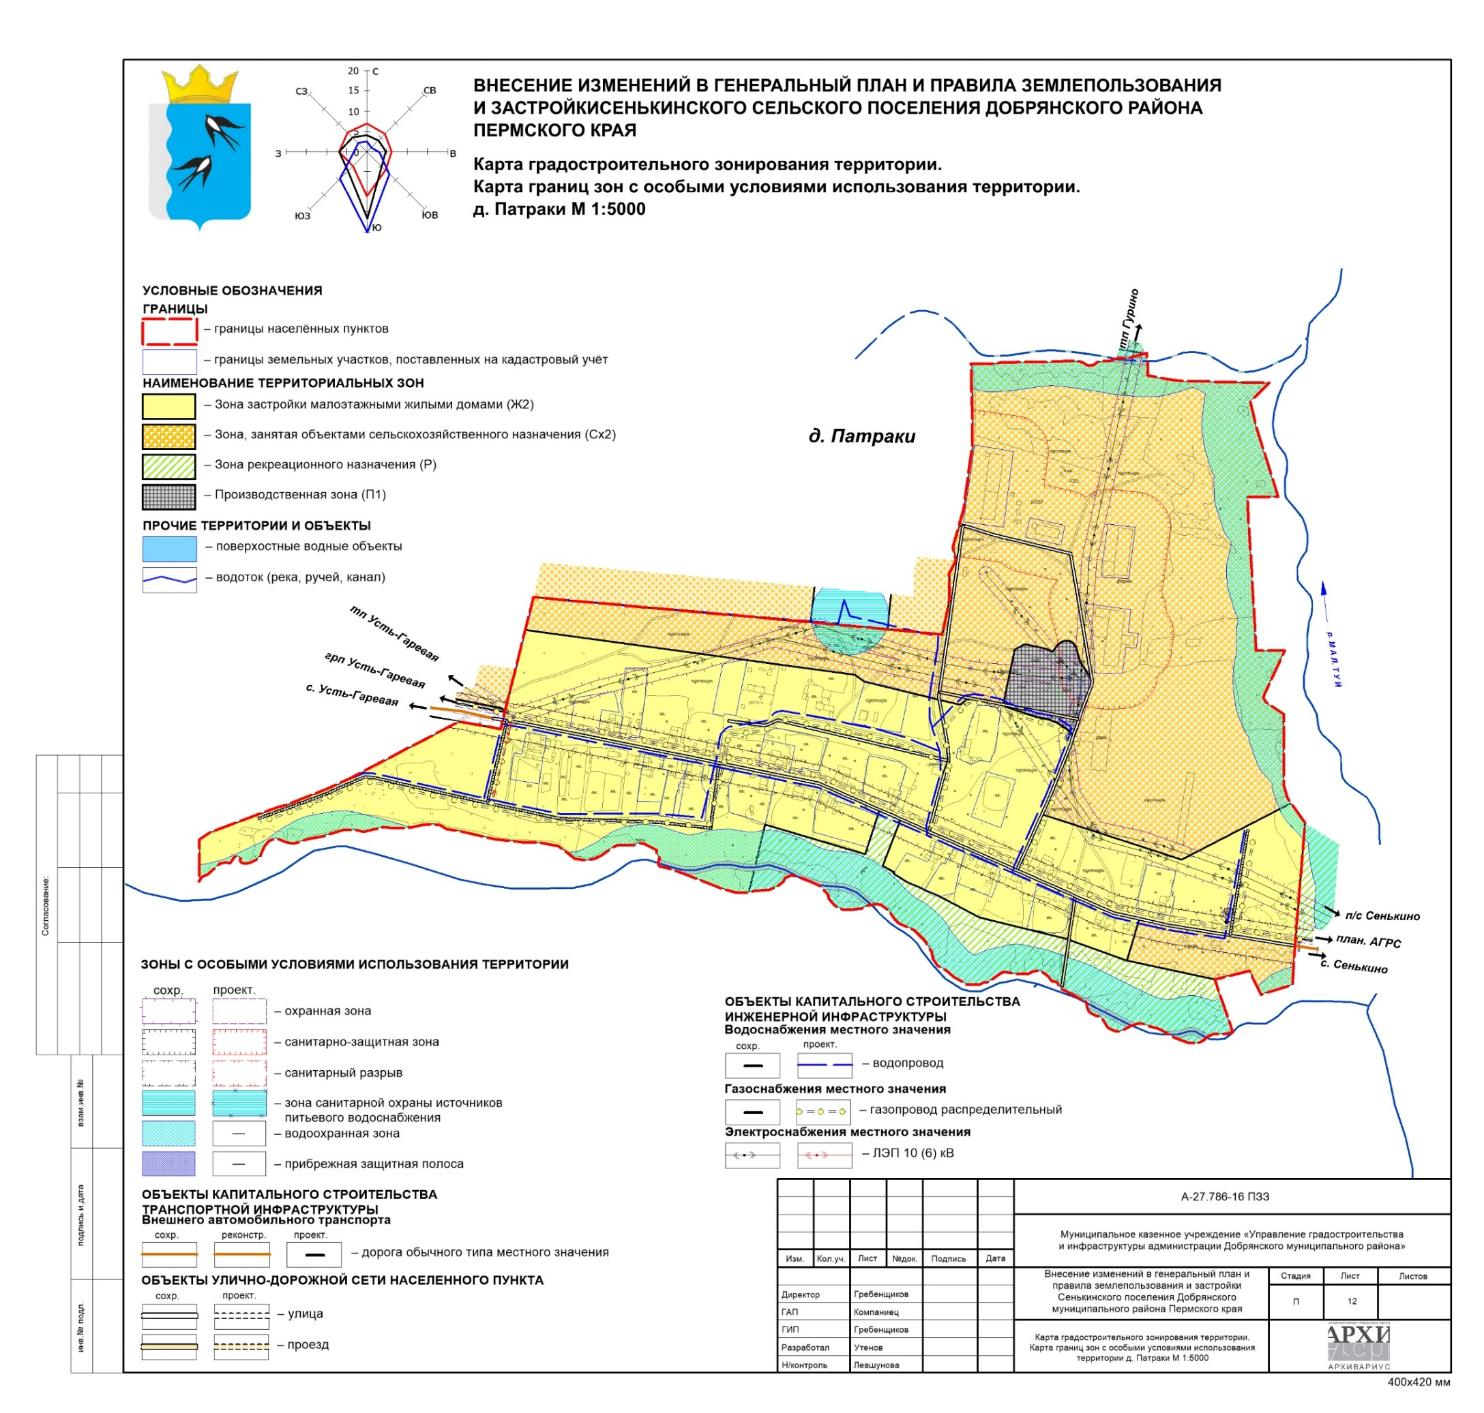 ВНЕСЕНИЕ ИЗМЕНЕНИЙ В ГЕНЕРАЛЬНЫЙ ПЛАН И ПРАВИЛА ЗЕМЛЕПОЛЬЗОВАНИЯ
И ЗАСТРОЙКИСЕНЬКИНСКОГО СЕЛЬСКОГО ПОСЕЛЕНИЯ ДОБРЯНСКОГО РАЙОНА
ПЕРМСКОГО КРАЯ
Карта градостроительного зонирования территории.
Карта границ зон с особыми условиями использования территории.
д. Патраки М 1:5000
20
С
15
10
5
0
СЗ
СВ
З
В
ЮЗ
ЮВ
Ю
УСЛОВНЫЕ ОБОЗНАЧЕНИЯ
ГРАНИЦЫ
– границы населённых пунктов
– границы земельных участков, поставленных на кадастровый учёт
НАИМЕНОВАНИЕ ТЕРРИТОРИАЛЬНЫХ ЗОН
– Зона застройки малоэтажными жилыми домами (Ж2)
– Зона, занятая объектами сельскохозяйственного назначения (Сх2)
– Зона рекреационного назначения (Р)
– Производственная зона (П1)
ПРОЧИЕ ТЕРРИТОРИИ И ОБЪЕКТЫ
– поверхостные водные объекты
– водоток (река, ручей, канал)
тп Гурино
д. Патраки
тп Усть-Гаревая
грп Усть-Гаревая
с. Усть-Гаревая
р.МАЛ.ТУЙ
п/с Сенькино
план. АГРС
с. Сенькино
ЗОНЫ С ОСОБЫМИ УСЛОВИЯМИ ИСПОЛЬЗОВАНИЯ ТЕРРИТОРИИ
сохр. проект.
– охранная зона
– санитарно-защитная зона
– санитарный разрыв
– зона санитарной охраны источников
питьевого водоснабжения
– водоохранная зона
– прибрежная защитная полоса
ОБЪЕКТЫ КАПИТАЛЬНОГО СТРОИТЕЛЬСТВА
ТРАНСПОРТНОЙ ИНФРАСТРУКТУРЫ
Внешнего автомобильного транспорта
сохр. реконстр. проект.
– дорога обычного типа местного значения
ОБЪЕКТЫ УЛИЧНО-ДОРОЖНОЙ СЕТИ НАСЕЛЕННОГО ПУНКТА
сохр. проект.
– улица
– проезд
ОБЪЕКТЫ КАПИТАЛЬНОГО СТРОИТЕЛЬСТВА
ИНЖЕНЕРНОЙ ИНФРАСТРУКТУРЫ
Водоснабжения местного значения
сохр. проект.
– водопровод
Газоснабжения местного значения
– газопровод распределительный
Электроснабжения местного значения
– ЛЭП 10 (6) кВ
Согласование:
взам.инв.№
подпись и дата
инв.№ подл.
А-27.786-16 ПЗЗ
Муниципальное казенное учреждение «Управление градостроительства
и инфраструктуры администрации Добрянского муниципального района»
Изм. Кол.уч. Лист №док. Подпись Дата
Директор Гребенщиков
ГАП Компаниец
ГИП Гребенщиков
Разработал Утенов
Н/контроль Левшунова
Внесение изменений в генеральный план и
правила землепользования и застройки
Сенькинского поселения Добрянского
муниципального района Пермского края
Стадия Лист Листов
П 12
Карта градостроительного зонирования территории.
Карта границ зон с особыми условиями использования
территории д. Патраки М 1:5000
АРХИ
АРХИВАРИУС
400х420 мм